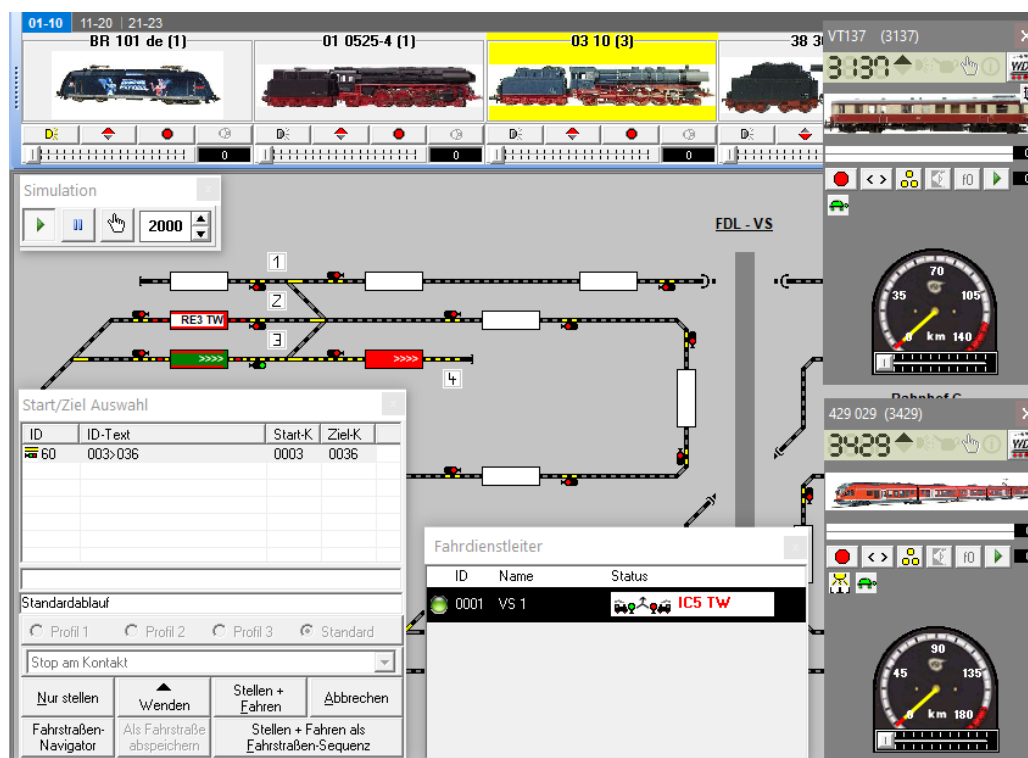 01-10 11-20 21-23
BR 101 de (1) 01 0525-4 (1) 03 10 (3)
0 0 0
VT137 (3137)
3137
f0
35 70 105
0 km 140
Simulation
2000
FDL - VS
1
2
RE3 TW
3
>>>> >>>>
4
Start/Ziel Auswahl
ID ID-Text Start-K Ziel-K
60 003>036 0003 0036
Standardablauf
Profil 1 Profil 2 Profil 3 Standard
Stop am Kontakt
Nur stellen Wenden Stellen + Fahren Abbrechen
Fahrstraßen-Navigator Als Fahrstraße abspeichern Stellen + Fahren als Fahrstraßen-Sequenz
Fahrdienstleiter
ID Name Status
0001 VS 1 IC5 TW
429 029 (3429)
3429
f0
45 90 135
0 km 180